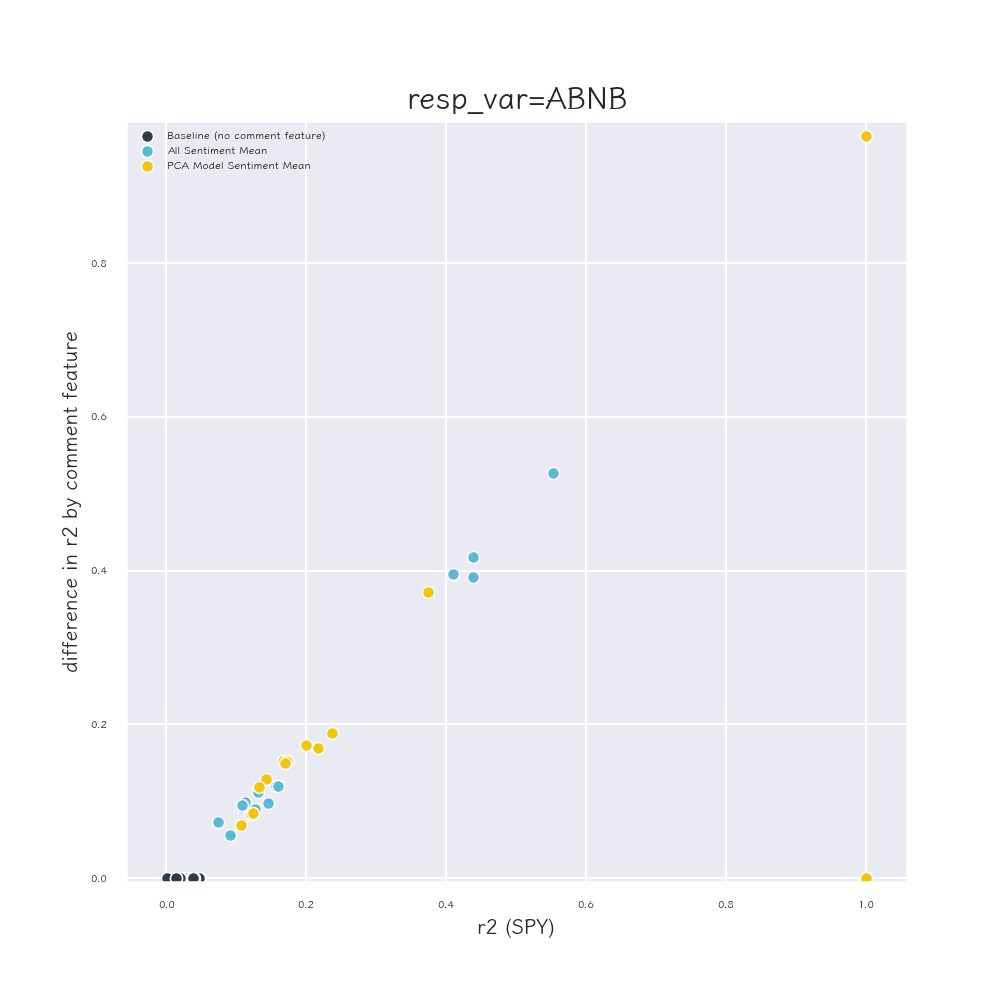 resp_var=ABNB
Baseline (no comment feature)
All Sentiment Mean
PCA Model Sentiment Mean
difference in r2 by comment feature
0.8
0.6
0.4
0.2
0.0
0.0 0.2 0.4 0.6 0.8 1.0
r2 (SPY)